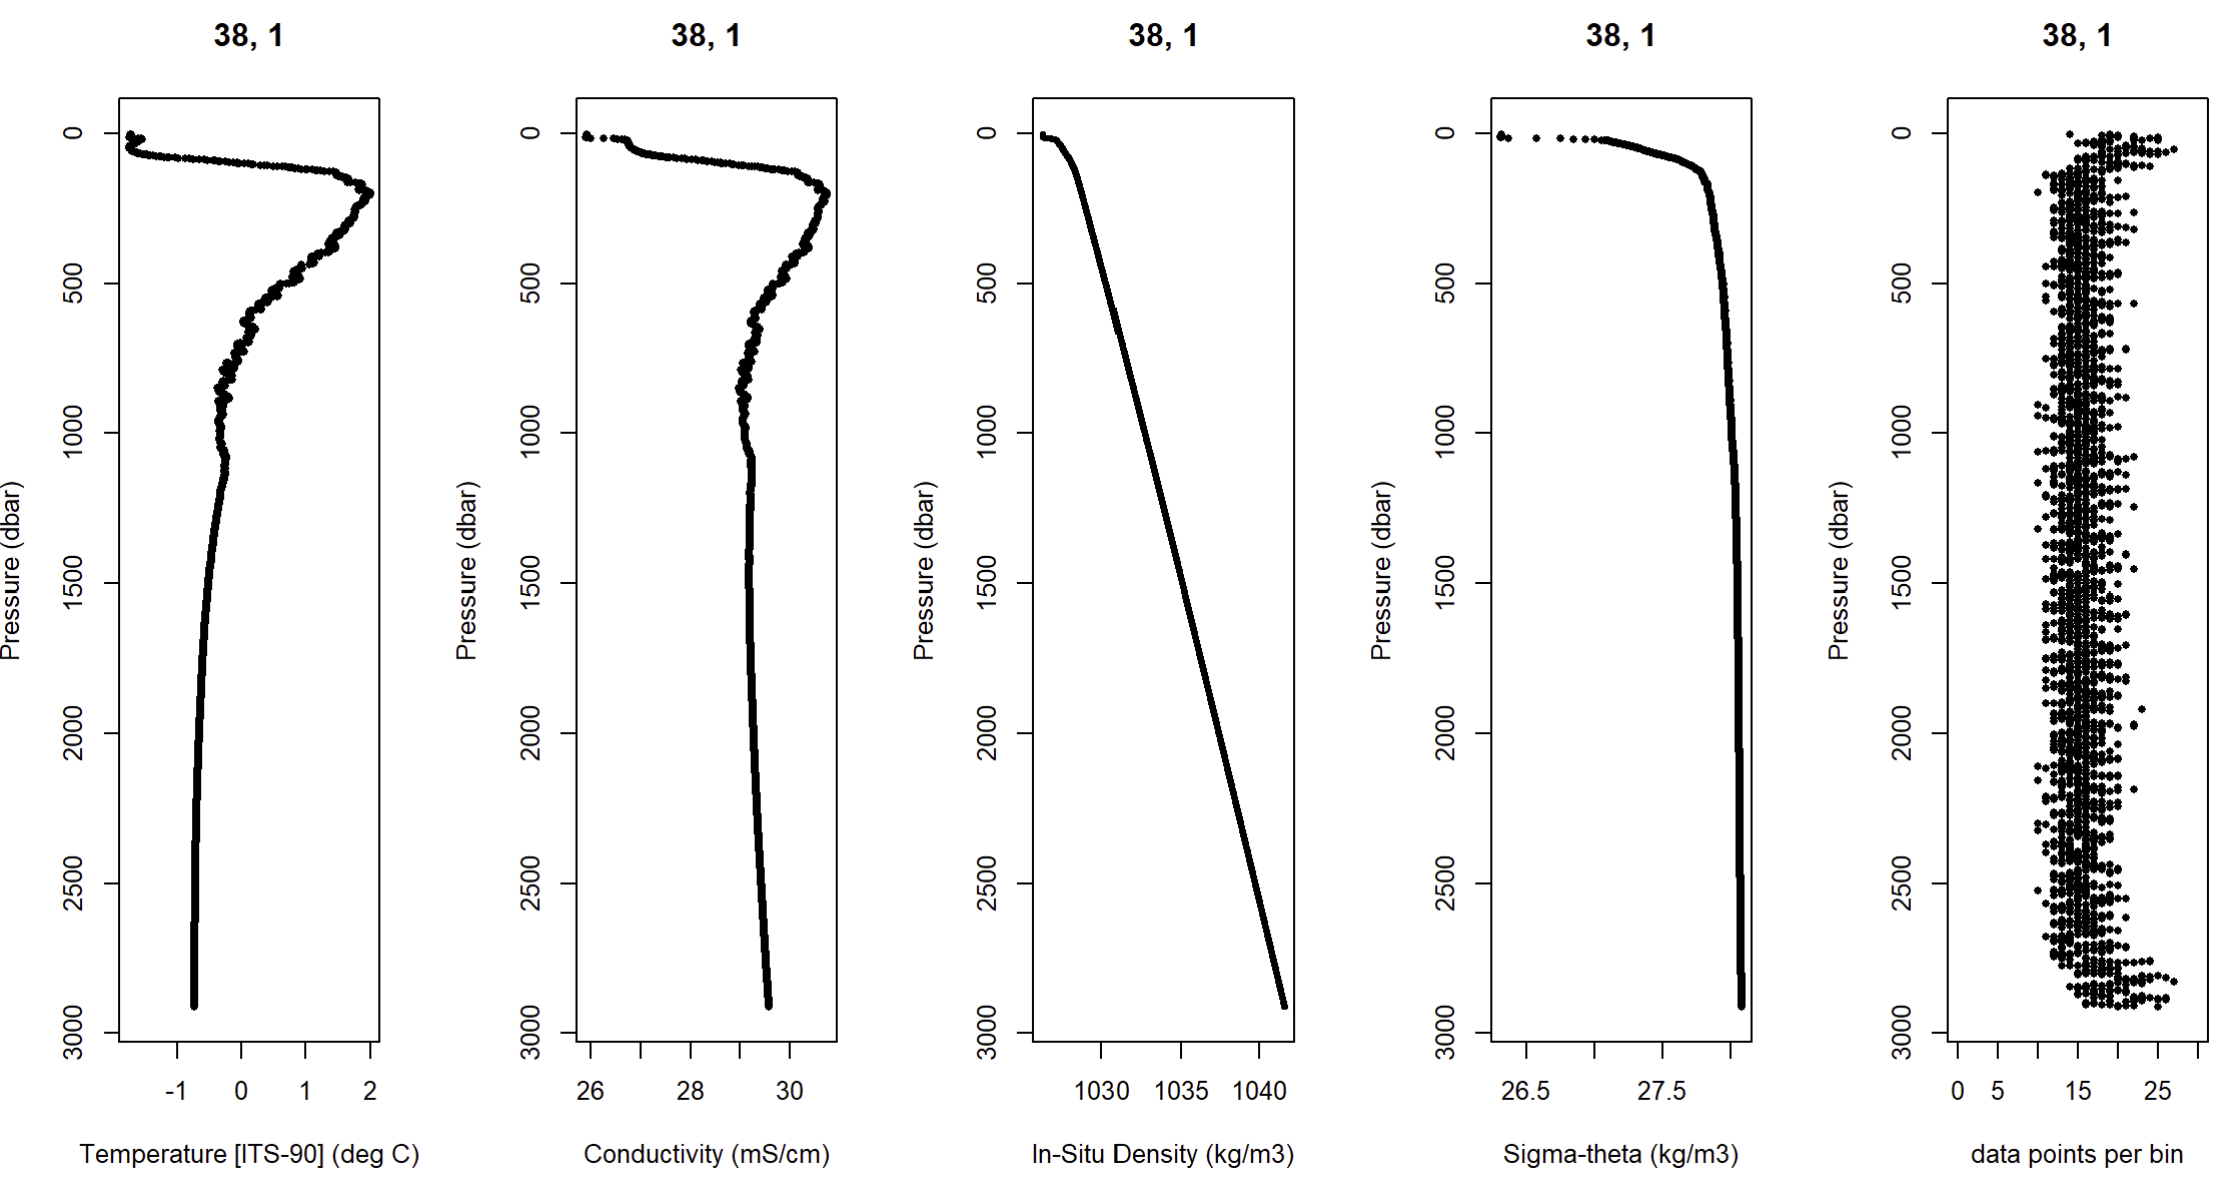 38, 1
38, 1
38, 1
38, 1
38, 1
Pressure (dbar)
0
500
1000
1500
2000
2500
3000
-1 0 1 2
Temperature [ITS-90] (deg C)
Pressure (dbar)
0
500
1000
1500
2000
2500
3000
26 28 30
Conductivity (mS/cm)
Pressure (dbar)
0
500
1000
1500
2000
2500
3000
1030 1035 1040
In-Situ Density (kg/m3)
Pressure (dbar)
0
500
1000
1500
2000
2500
3000
26.5 27.5
Sigma-theta (kg/m3)
Pressure (dbar)
0
500
1000
1500
2000
2500
3000
0 5 15 25
data points per bin